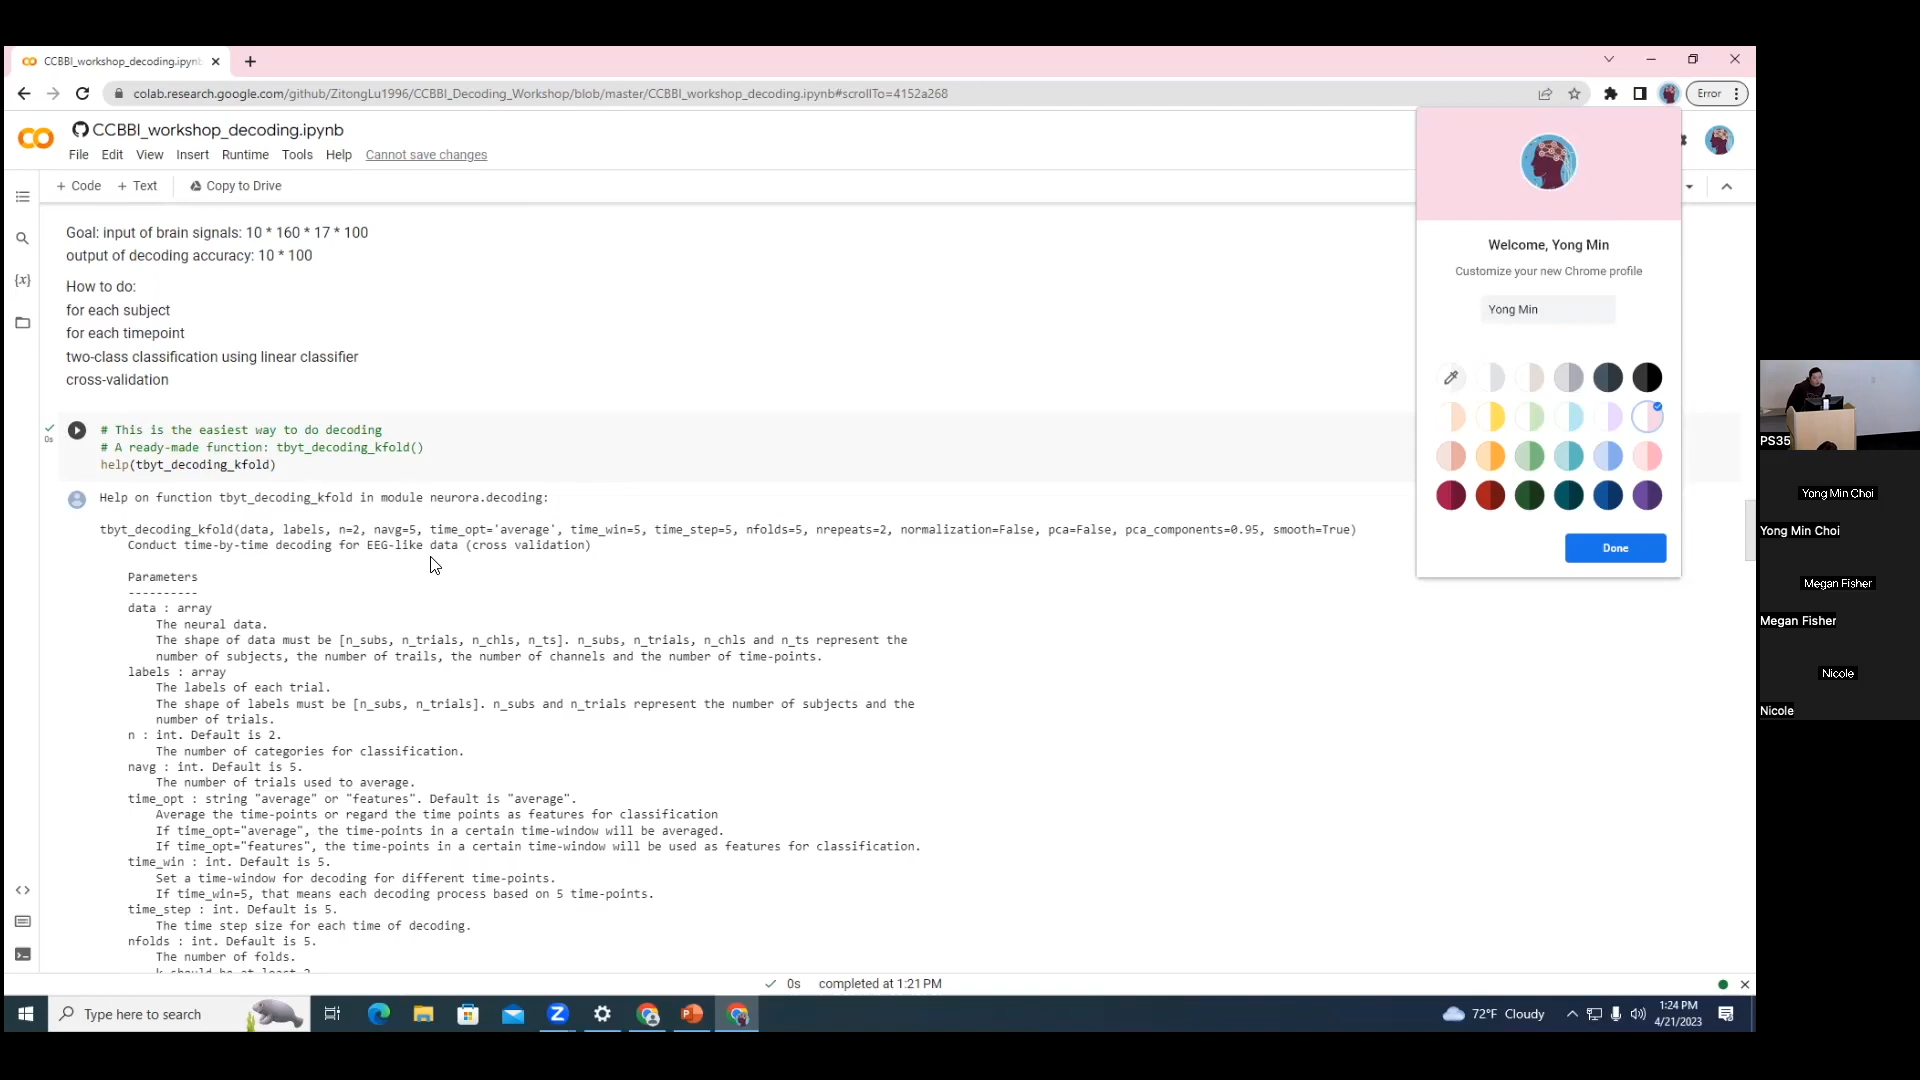 CCBBI_workshop_decoding.ipynb
colab.research.google.com/github/ZitongLu1996/CCBBI_Decoding_Workshop/blob/master/CCBBI_workshop_decoding.ipynb#scrollTo=4152a268
Error
CCBBI_workshop_decoding.ipynb
File Edit View Insert Runtime Tools Help Cannot save changes
+ Code + Text Copy to Drive
Goal: input of brain signals: 10 * 160 * 17 * 100
output of decoding accuracy: 10 * 100
How to do:
for each subject
for each timepoint
two-class classification using linear classifier
cross-validation
0s
# This is the easiest way to do decoding
# A ready-made function: tbyt_decoding_kfold()
help(tbyt_decoding_kfold)
Help on function tbyt_decoding_kfold in module neurora.decoding:
tbyt_decoding_kfold(data, labels, n=2, navg=5, time_opt='average', time_win=5, time_step=5, nfolds=5, nrepeats=2, normalization=False, pca=False, pca_components=0.95, smooth=True)
Conduct time-by-time decoding for EEG-like data (cross validation)
Parameters
----------
data : array
The neural data.
The shape of data must be [n_subs, n_trials, n_chls, n_ts]. n_subs, n_trials, n_chls and n_ts represent the
number of subjects, the number of trails, the number of channels and the number of time-points.
labels : array
The labels of each trial.
The shape of labels must be [n_subs, n_trials]. n_subs and n_trials represent the number of subjects and the
number of trials.
n : int. Default is 2.
The number of categories for classification.
navg : int. Default is 5.
The number of trials used to average.
time_opt : string "average" or "features". Default is "average".
Average the time-points or regard the time points as features for classification
If time_opt="average", the time-points in a certain time-window will be averaged.
If time_opt="features", the time-points in a certain time-window will be used as features for classification.
time_win : int. Default is 5.
Set a time-window for decoding for different time-points.
If time_win=5, that means each decoding process based on 5 time-points.
time_step : int. Default is 5.
The time step size for each time of decoding.
nfolds : int. Default is 5.
The number of folds.
k should be at least 2.
0s completed at 1:21 PM
Welcome, Yong Min
Customize your new Chrome profile
Yong Min
Done
PS35
Yong Min Choi
Yong Min Choi
Megan Fisher
Megan Fisher
Nicole
Nicole
Type here to search
72°F Cloudy
1:24 PM
4/21/2023